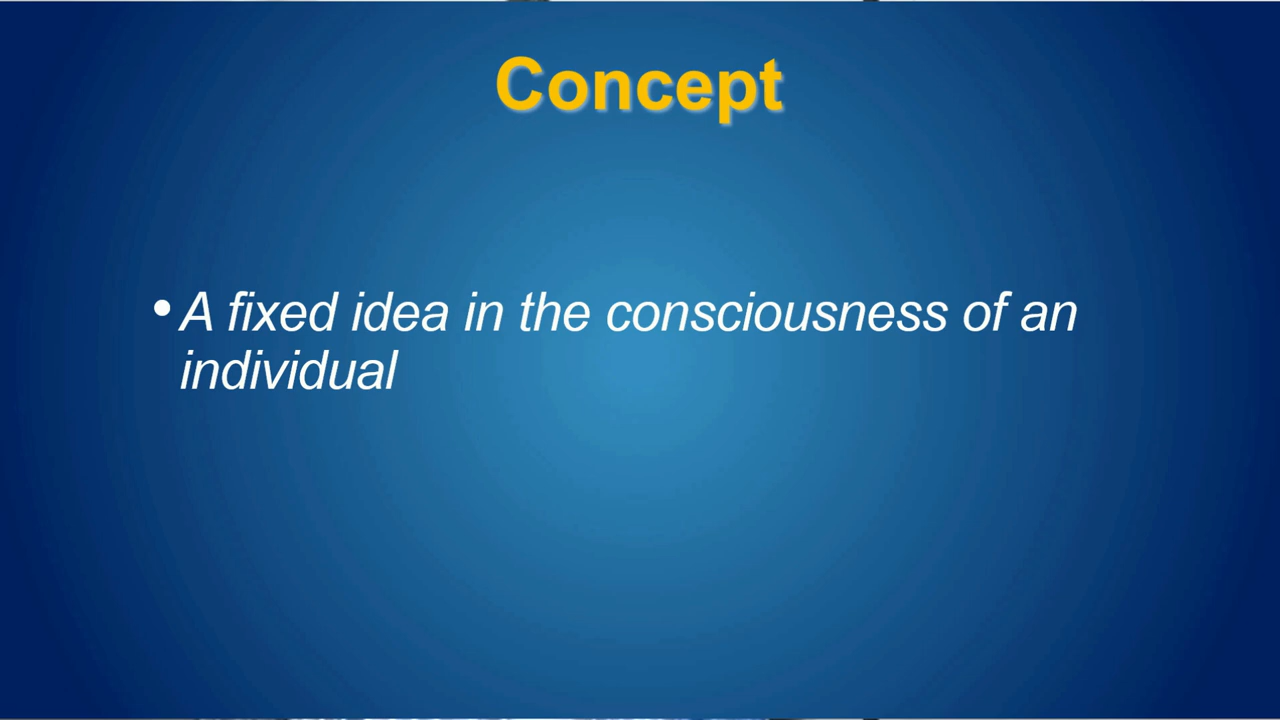 Concept
• A fixed idea in the consciousness of an
individual